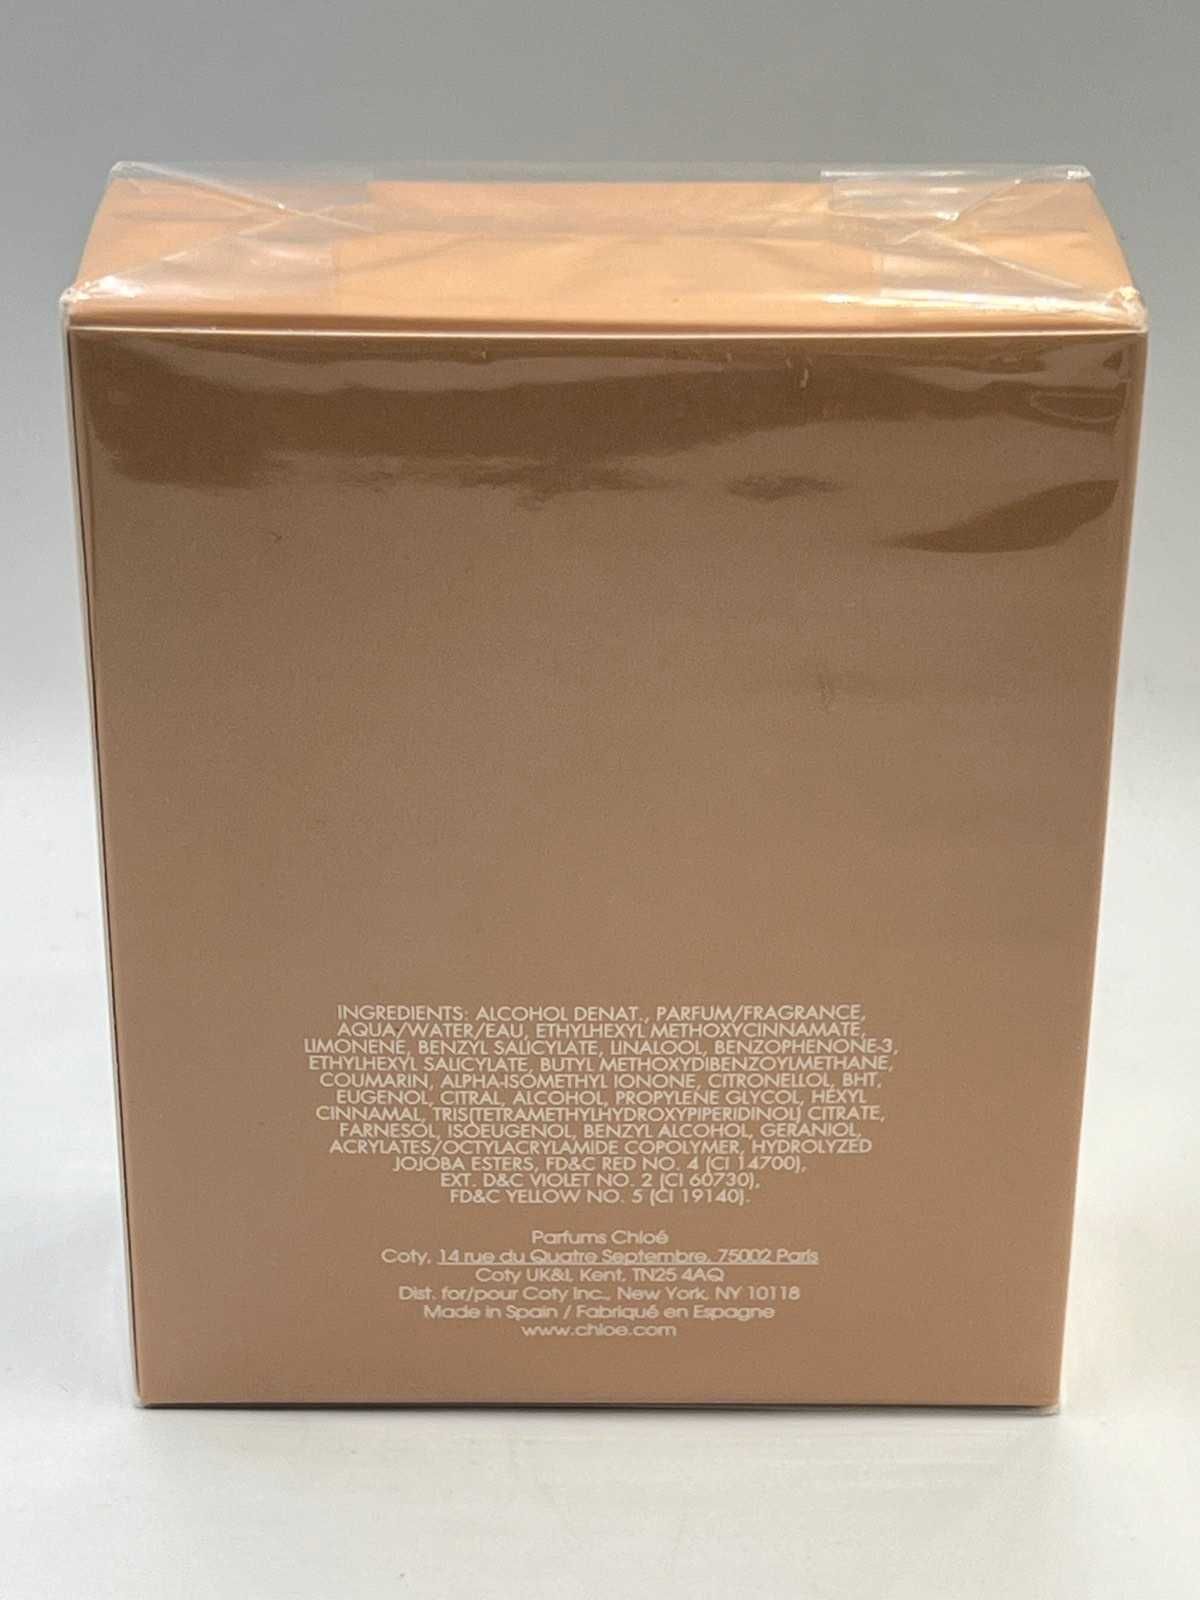 INGREDIENTS: ALCOHOL DENAT., PARFUM/FRAGRANCE,
AQUA/WATER/EAU, ETHYLHEXYL METHOXYCINNAMATE,
LIMONENE, BENZYL SALICYLATE, LINALOOL, BENZOPHENONE-3,
ETHYLHEXYL SALICYLATE, BUTYL METHOXYDIBENZOYLMETHANE,
COUMARIN, ALPHA-ISOMETHYL IONONE, CITRONELLOL, BHT,
EUGENOL, CITRAL, ALCOHOL, PROPYLENE GLYCOL, HEXYL
CINNAMAL, TRIS(TETRAMETHYLHYDROXYPIPERIDINOL) CITRATE,
FARNESOL, ISOEUGENOL, BENZYL ALCOHOL, GERANIOL,
ACRYLATES/OCTYLACRYLAMIDE COPOLYMER, HYDROLYZED
JOJOBA ESTERS, FD&C RED NO. 4 (CI 14700),
EXT. D&C VIOLET NO. 2 (CI 60730),
FD&C YELLOW NO. 5 (CI 19140).
Parfums Chloé
Coty, 14 rue du Quatre Septembre, 75002 Paris
Coty UK&I, Kent, TN25 4AQ
Dist. for/pour Coty Inc., New York, NY 10118
Made in Spain / Fabriqué en Espagne
www.chloe.com